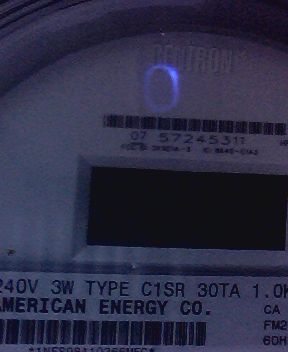 CENTRON
07 57245311
240V 3W TYPE C1SR 30TA 1.0K
AMERICAN ENERGY CO.
CA
FM2
60H